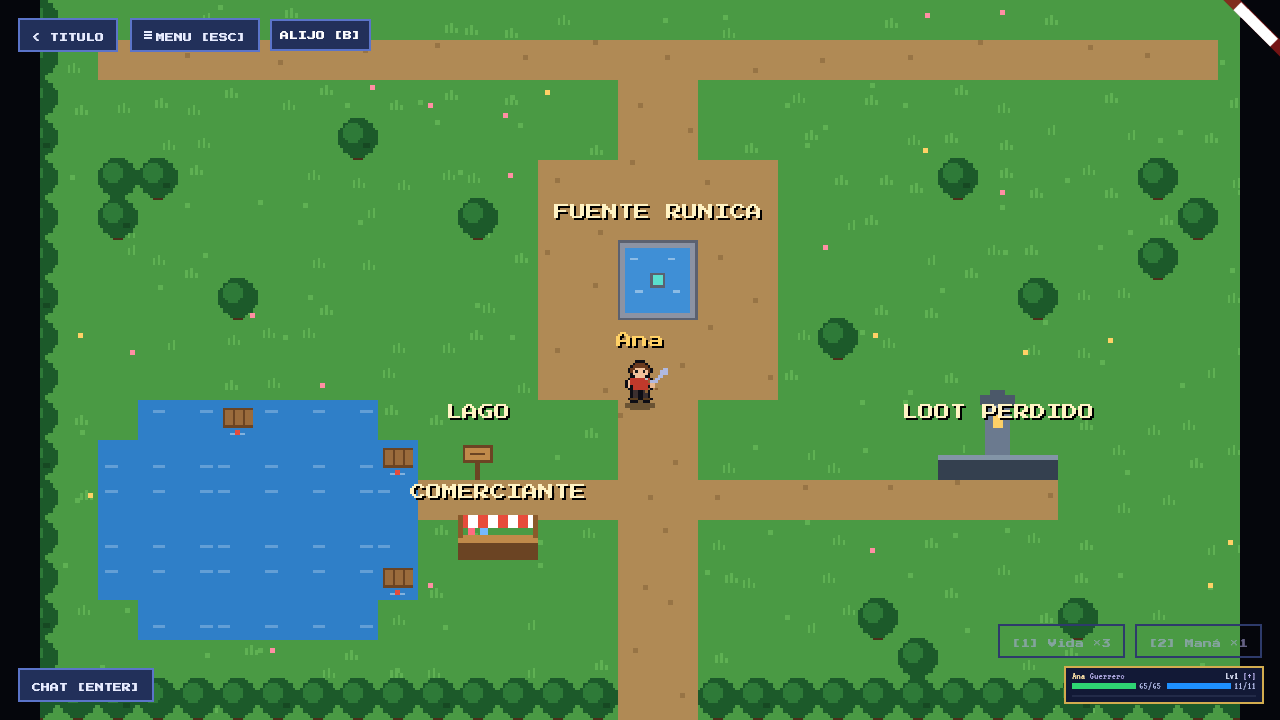 < TITULO
≡ MENU [ESC]
ALIJO [B]
FUENTE RUNICA
Ana
LAGO
LOOT PERDIDO
COMERCIANTE
[1] Vida ×3
[2] Maná ×1
CHAT [ENTER]
Ana Guerrero
Lv1 [+]
65/65
11/11